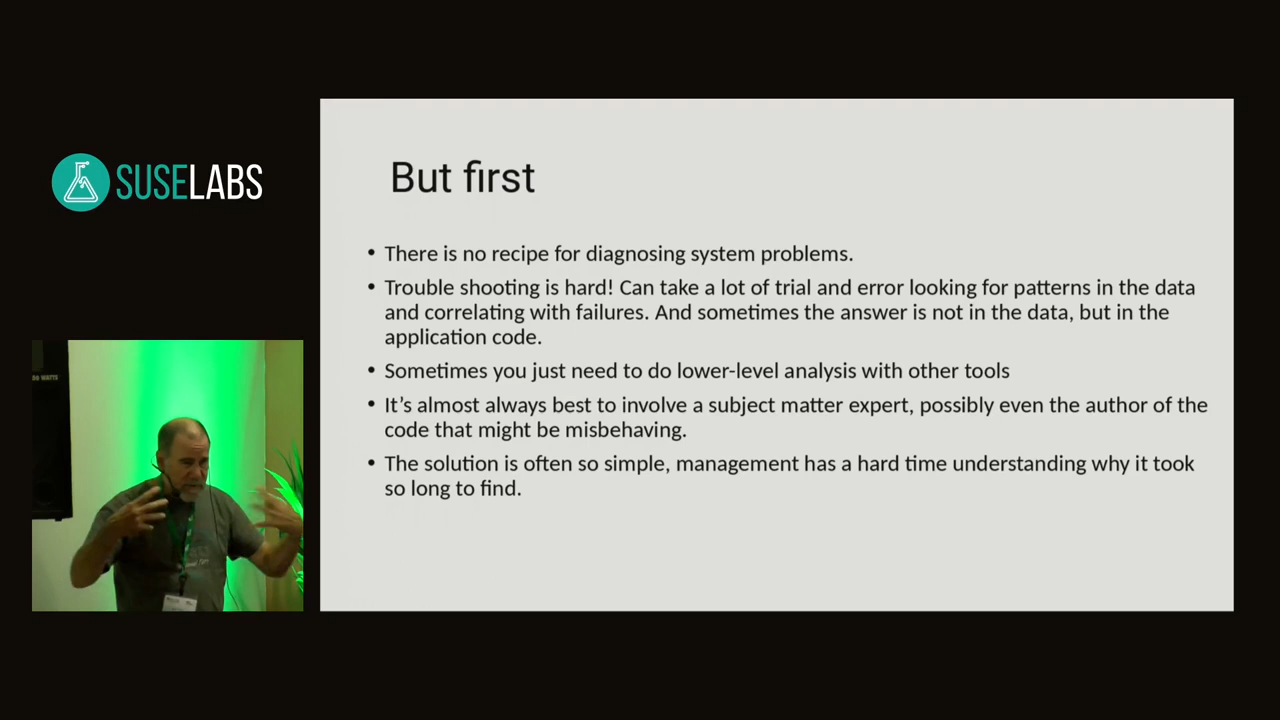 SUSELABS
But first
• There is no recipe for diagnosing system problems.
• Trouble shooting is hard! Can take a lot of trial and error looking for patterns in the data
and correlating with failures. And sometimes the answer is not in the data, but in the
application code.
• Sometimes you just need to do lower-level analysis with other tools
• It’s almost always best to involve a subject matter expert, possibly even the author of the
code that might be misbehaving.
• The solution is often so simple, management has a hard time understanding why it took
so long to find.
WATTS